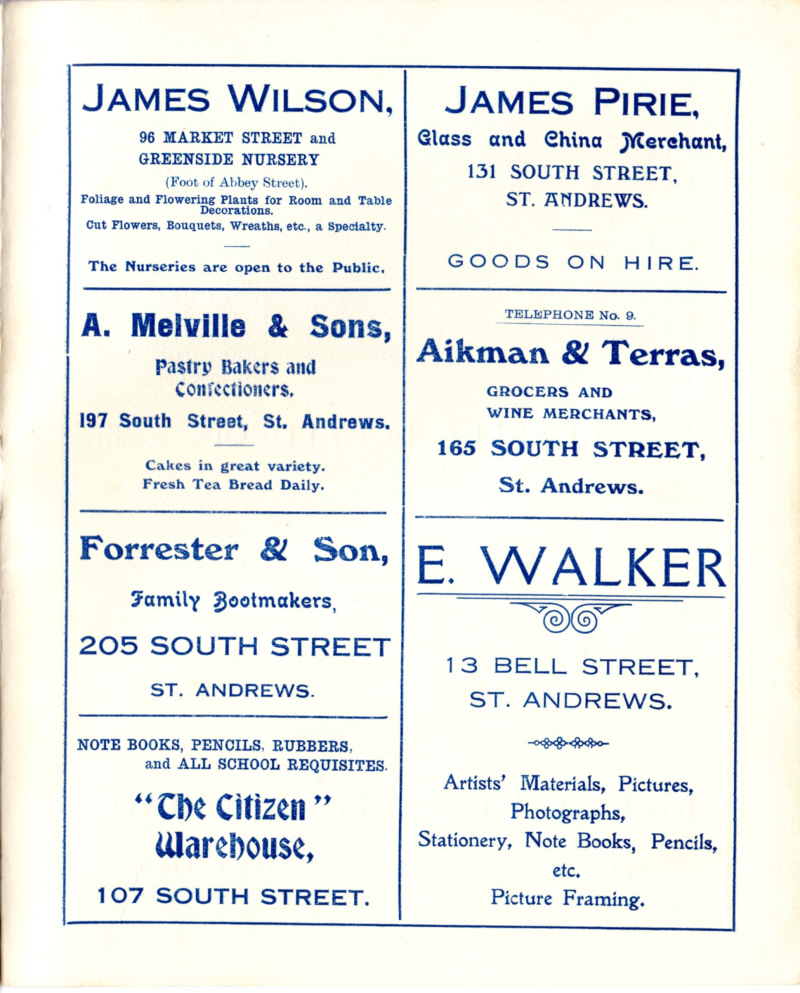 JAMES WILSON,
96 MARKET STREET and
GREENSIDE NURSERY
(Foot of Abbey Street).
Foliage and Flowering Plants for Room and Table
Decorations.
Cut Flowers, Bouquets, Wreaths, etc., a Specialty.
The Nurseries are open to the Public.
A. Melville & Sons,
Pastry Bakers and
Confectioners.
197 South Street, St. Andrews.
Cakes in great variety.
Fresh Tea Bread Daily.
Forrester & Son,
Family Bootmakers,
205 SOUTH STREET
ST. ANDREWS.
NOTE BOOKS, PENCILS, RUBBERS,
and ALL SCHOOL REQUISITES.
"The Citizen"
Warehouse,
107 SOUTH STREET.
JAMES PIRIE,
Glass and China Merchant,
131 SOUTH STREET,
ST. ANDREWS.
GOODS ON HIRE.
TELEPHONE No. 9.
Aikman & Terras,
GROCERS AND
WINE MERCHANTS,
165 SOUTH STREET,
St. Andrews.
E. WALKER
13 BELL STREET,
ST. ANDREWS.
Artists' Materials, Pictures,
Photographs,
Stationery, Note Books, Pencils,
etc.
Picture Framing.